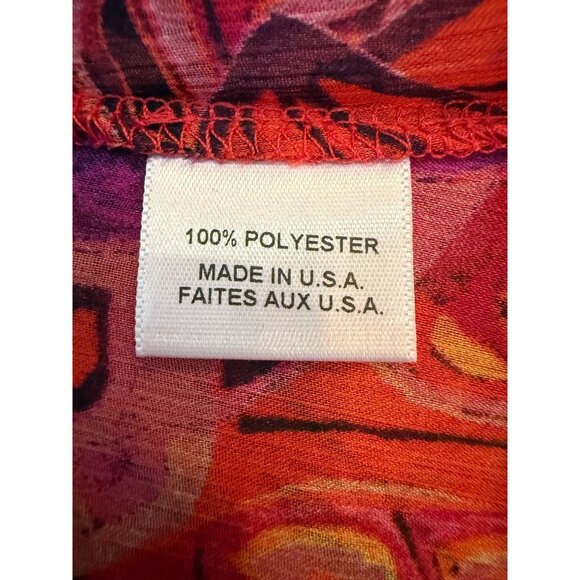 100% POLYESTER
MADE IN U.S.A.
FAITES AUX U.S.A.